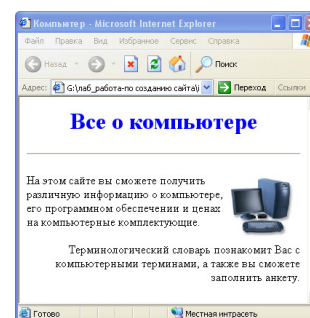 Компьютер - Microsoft Internet Explorer
Файл Правка Вид Избранное Сервис Справка
Назад Поиск
Адрес: G:\лаб_работа-по созданию сайта\i Переход Ссылки
Все о компьютере
На этом сайте вы сможете получить
различную информацию о компьютере,
его программном обеспечении и ценах
на компьютерные комплектующие.
Терминологический словарь познакомит Вас с
компьютерными терминами, а также вы сможете
заполнить анкету.
Готово Местная интрасеть